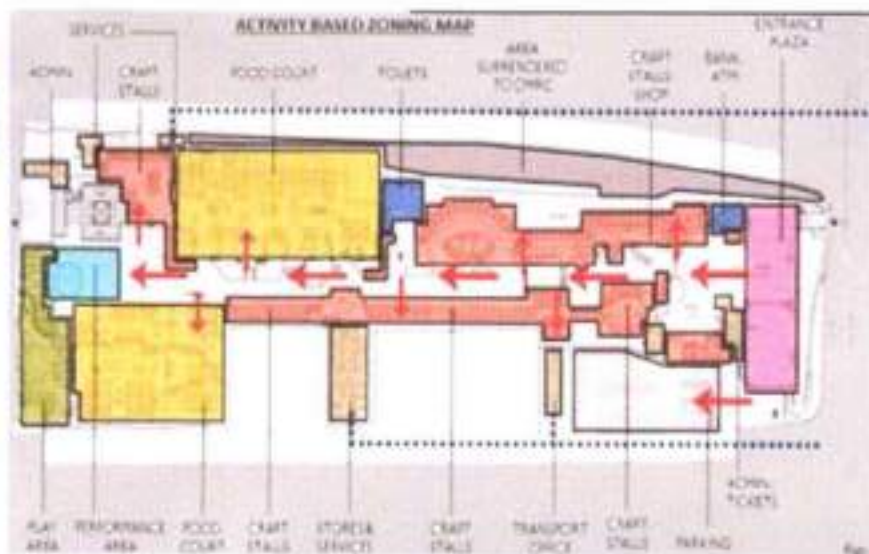 ACTIVITY BASED ZONING MAP
SERVICES
ENTRANCE
PLAZA
ADMIN
CRAFT
STALLS
FOOD COURT
TOILETS
AREA
SURRENDERED
TO DMRC
CRAFT
STALLS
SHOP
BANK
ATM
PLAY
AREA
PERFORMANCE
AREA
FOOD
COURT
CRAFT
STALLS
STORES &
SERVICES
CRAFT
STALLS
TRANSPORT
OFFICE
CRAFT
STALLS
PARKING
ADMIN
TICKETS